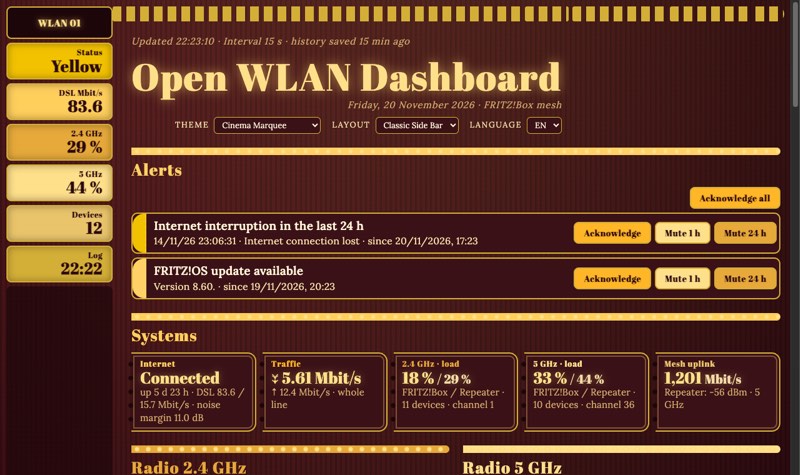 WLAN 01
Status
Yellow
DSL Mbit/s
83.6
2.4 GHz
29 %
5 GHz
44 %
Devices
12
Log
22:22
Updated 22:23:10 · Interval 15 s · history saved 15 min ago
Open WLAN Dashboard
Friday, 20 November 2026 · FRITZ!Box mesh
THEME Cinema Marquee LAYOUT Classic Side Bar LANGUAGE EN
Alerts
Acknowledge all
Internet interruption in the last 24 h
14/11/26 23:06:31 · Internet connection lost · since 20/11/2026, 17:23
Acknowledge Mute 1 h Mute 24 h
FRITZ!OS update available
Version 8.60. · since 19/11/2026, 20:23
Acknowledge Mute 1 h Mute 24 h
Systems
Internet
Connected
up 5 d 23 h · DSL 83.6 /
15.7 Mbit/s · noise
margin 11.0 dB
Traffic
↓ 5.61 Mbit/s
↑ 12.4 Mbit/s · whole
line
2.4 GHz · load
18 % / 29 %
FRITZ!Box / Repeater ·
11 devices · channel 1
5 GHz · load
33 % / 44 %
FRITZ!Box / Repeater ·
10 devices · channel 36
Mesh uplink
1,201 Mbit/s
Repeater: −56 dBm · 5
GHz
Radio 2.4 GHz
Radio 5 GHz